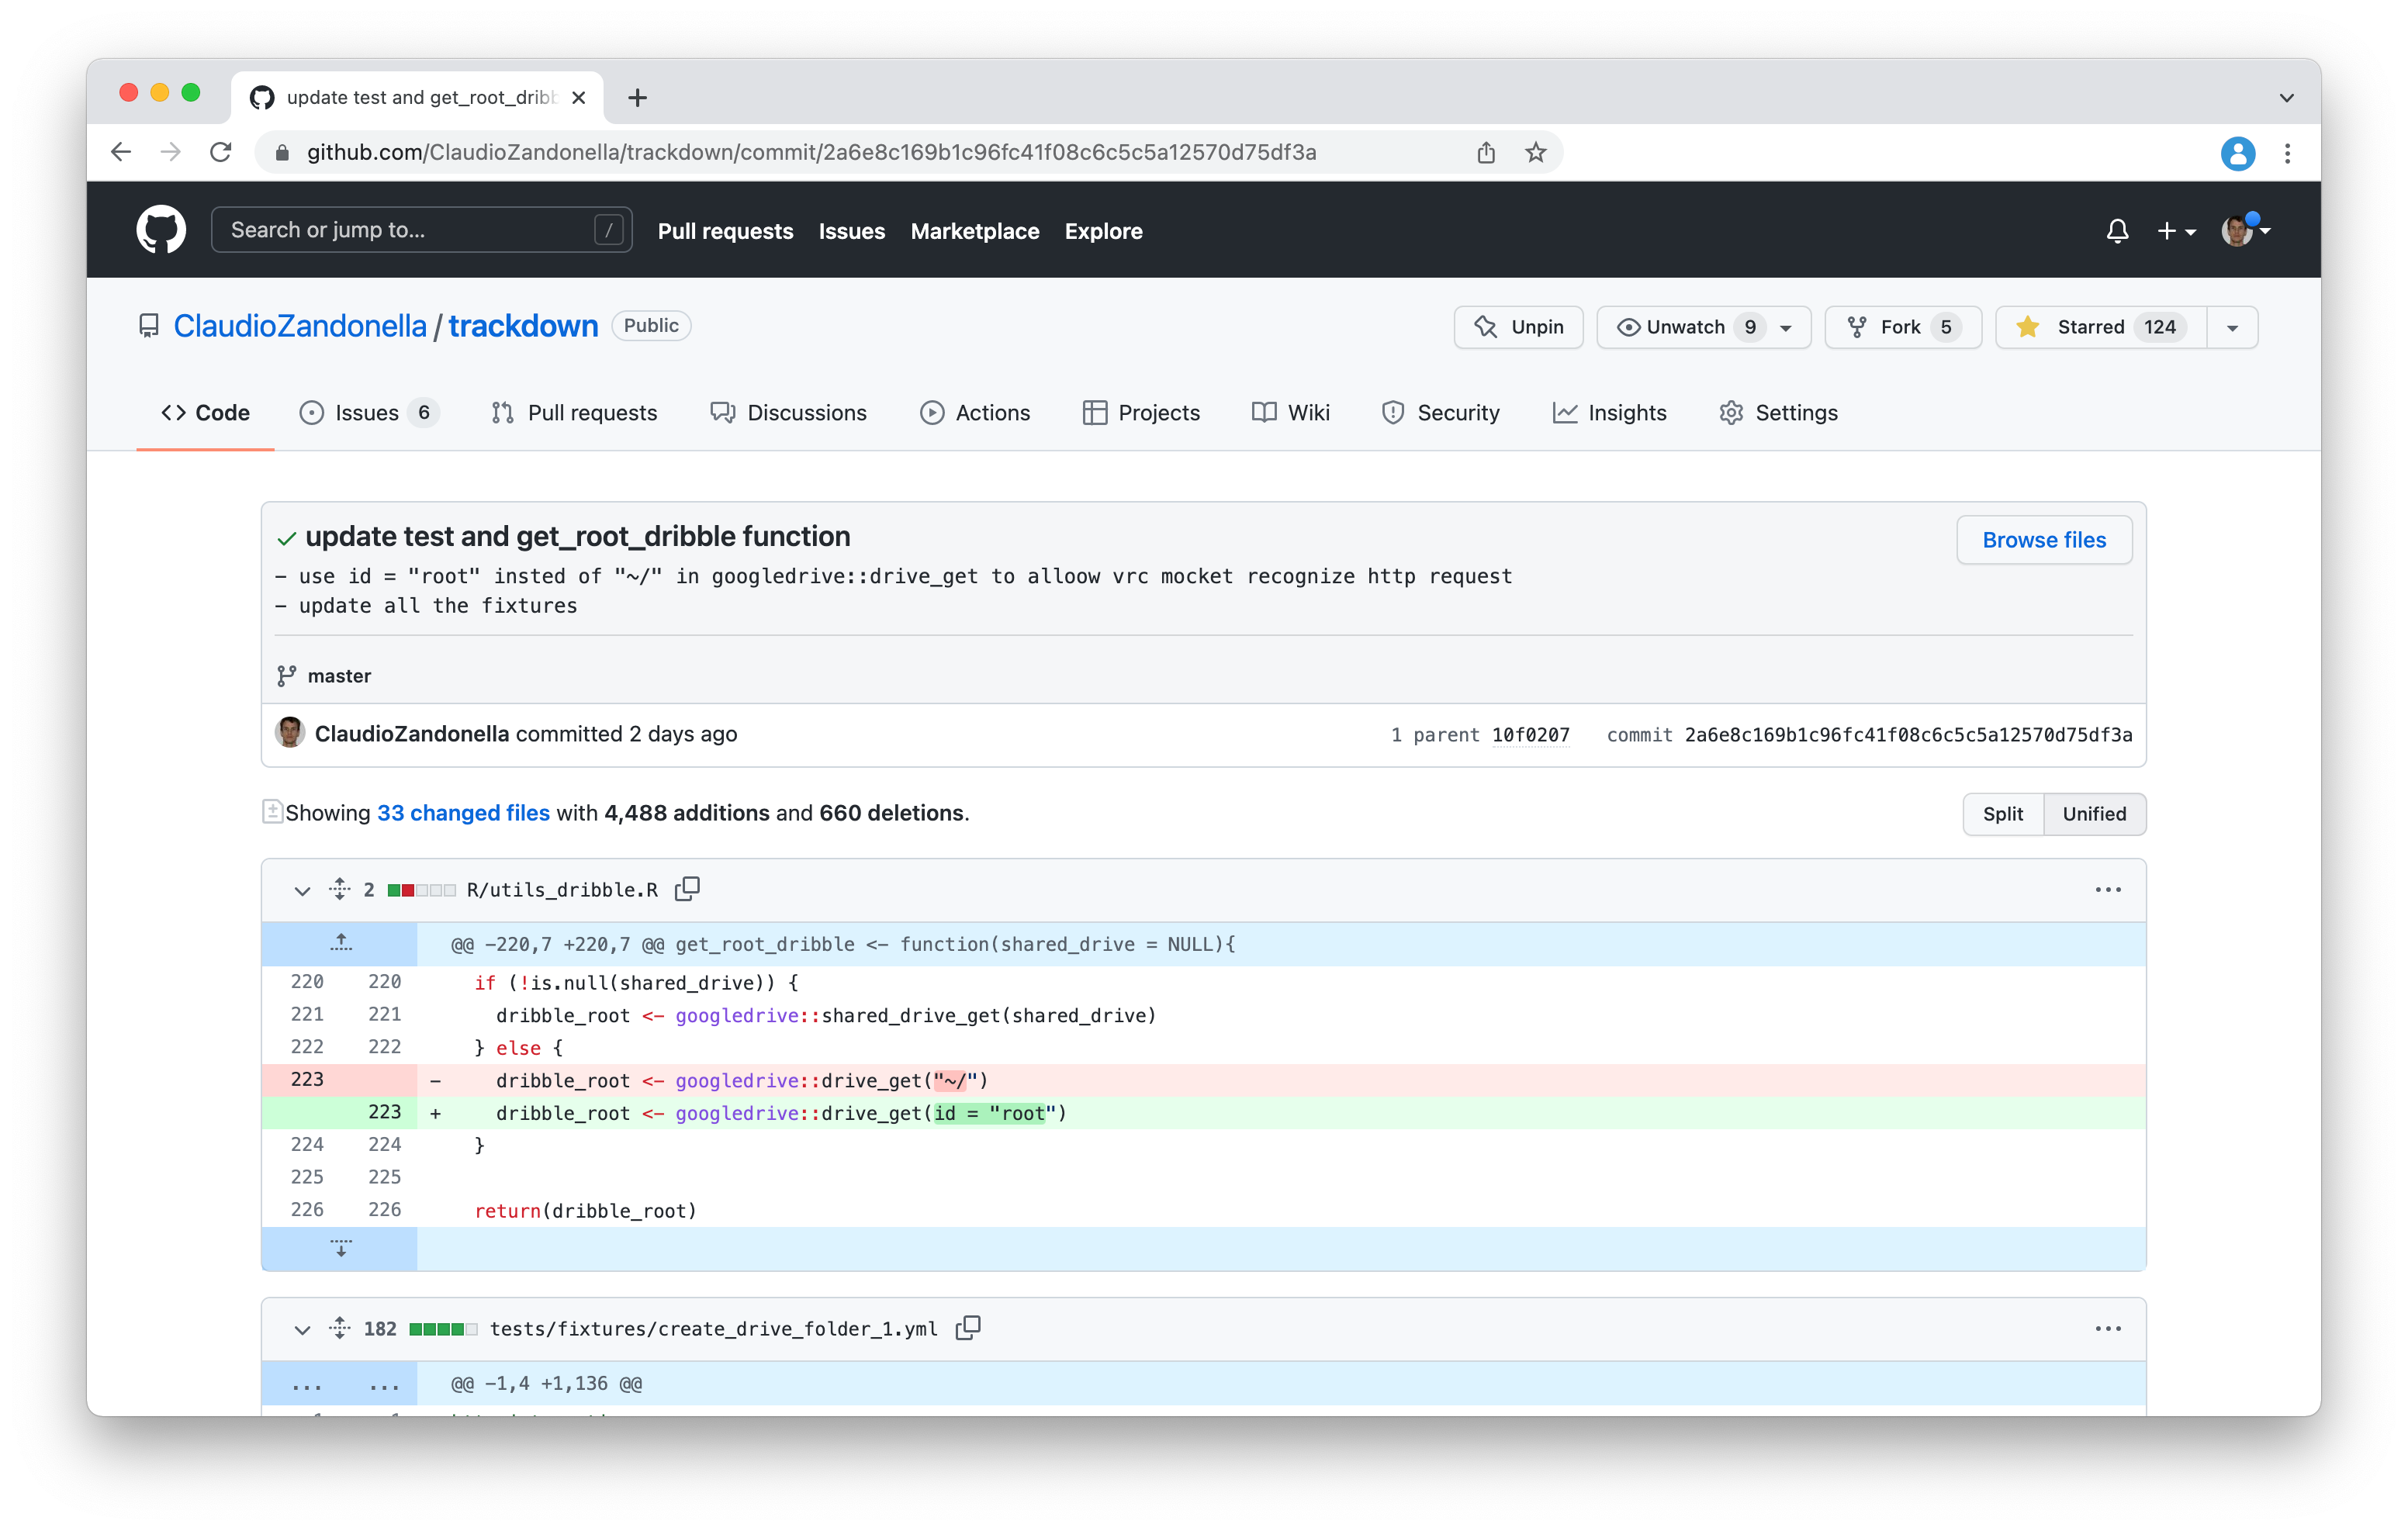 update test and get_root_dribb
github.com/ClaudioZandonella/trackdown/commit/2a6e8c169b1c96fc41f08c6c5c5a12570d75df3a
Search or jump to... / Pull requests Issues Marketplace Explore
ClaudioZandonella / trackdown Public Unpin Unwatch 9 Fork 5 Starred 124
Code Issues 6 Pull requests Discussions Actions Projects Wiki Security Insights Settings
update test and get_root_dribble function Browse files
– use id = "root" insted of "~/" in googledrive::drive_get to alloow vrc mocket recognize http request
– update all the fixtures
master
ClaudioZandonella committed 2 days ago 1 parent 10f0207 commit 2a6e8c169b1c96fc41f08c6c5c5a12570d75df3a
Showing 33 changed files with 4,488 additions and 660 deletions. Split Unified
2 R/utils_dribble.R
@@ -220,7 +220,7 @@ get_root_dribble <- function(shared_drive = NULL){
220 220 if (!is.null(shared_drive)) {
221 221 dribble_root <- googledrive::shared_drive_get(shared_drive)
222 222 } else {
223 - dribble_root <- googledrive::drive_get("~/")
223 + dribble_root <- googledrive::drive_get(id = "root")
224 224 }
225 225
226 226 return(dribble_root)
182 tests/fixtures/create_drive_folder_1.yml
... ... @@ -1,4 +1,136 @@